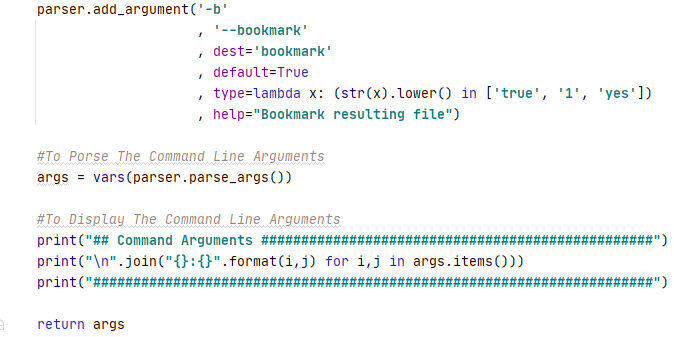 parser.add_argument('-b'
, '--bookmark'
, dest='bookmark'
, default=True
, type=lambda x: (str(x).lower() in ['true', '1', 'yes'])
, help="Bookmark resulting file")
#To Porse The Command Line Arguments
args = vars(parser.parse_args())
#To Display The Command Line Arguments
print("## Command Arguments #################################################")
print("\n".join("{}:{}".format(i,j) for i,j in args.items()))
print("######################################################################")
return args